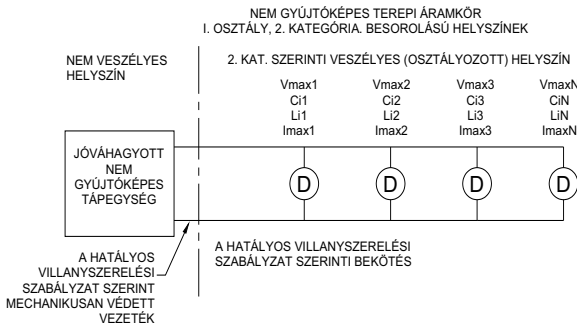 NEM GYÚJTÓKÉPES TEREPI ÁRAMKÖR
I. OSZTÁLY, 2. KATEGÓRIA. BESOROLÁSÚ HELYSZÍNEK
NEM VESZÉLYES
HELYSZÍN
2. KAT. SZERINTI VESZÉLYES (OSZTÁLYOZOTT) HELYSZÍN
Vmax1 Vmax2 Vmax3 VmaxN
Ci1 Ci2 Ci3 CiN
Li1 Li2 Li3 LiN
Imax1 Imax2 Imax3 ImaxN
JÓVÁHAGYOTT
NEM
GYÚJTÓKÉPES
TÁPEGYSÉG
D D D D
A HATÁLYOS
VILLANYSZERELÉSI
SZABÁLYZAT SZERINT
MECHANIKUSAN VÉDETT
VEZETÉK
A HATÁLYOS VILLANYSZERELÉSI
SZABÁLYZAT SZERINTI BEKÖTÉS